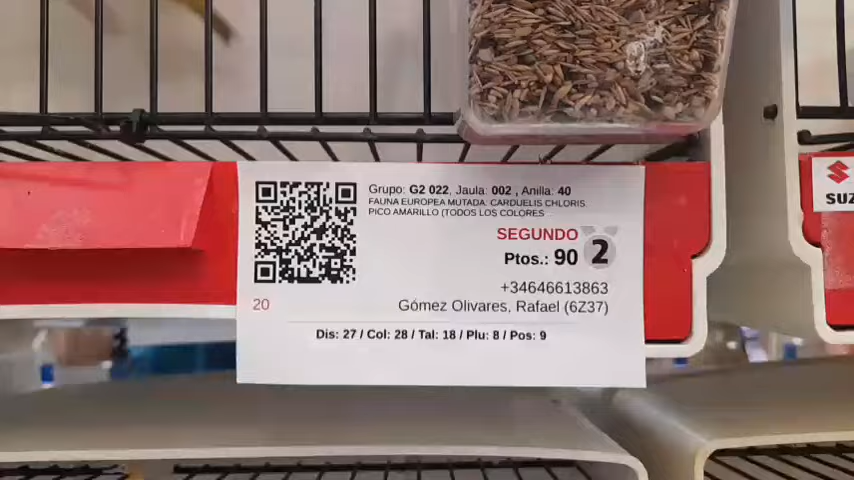 Grupo: G2 022, Jaula: 002 , Anilla: 40
FAUNA EUROPEA MUTADA: CARDUELIS CHLORIS
PICO AMARILLO (TODOS LOS COLORES
SEGUNDO
Ptos.: 90 2
+34646613863
20
Gómez Olivares, Rafael (6Z37)
Dis: 27 / Col: 28 / Tal: 18 / Plu: 8 / Pos: 9
SUZ